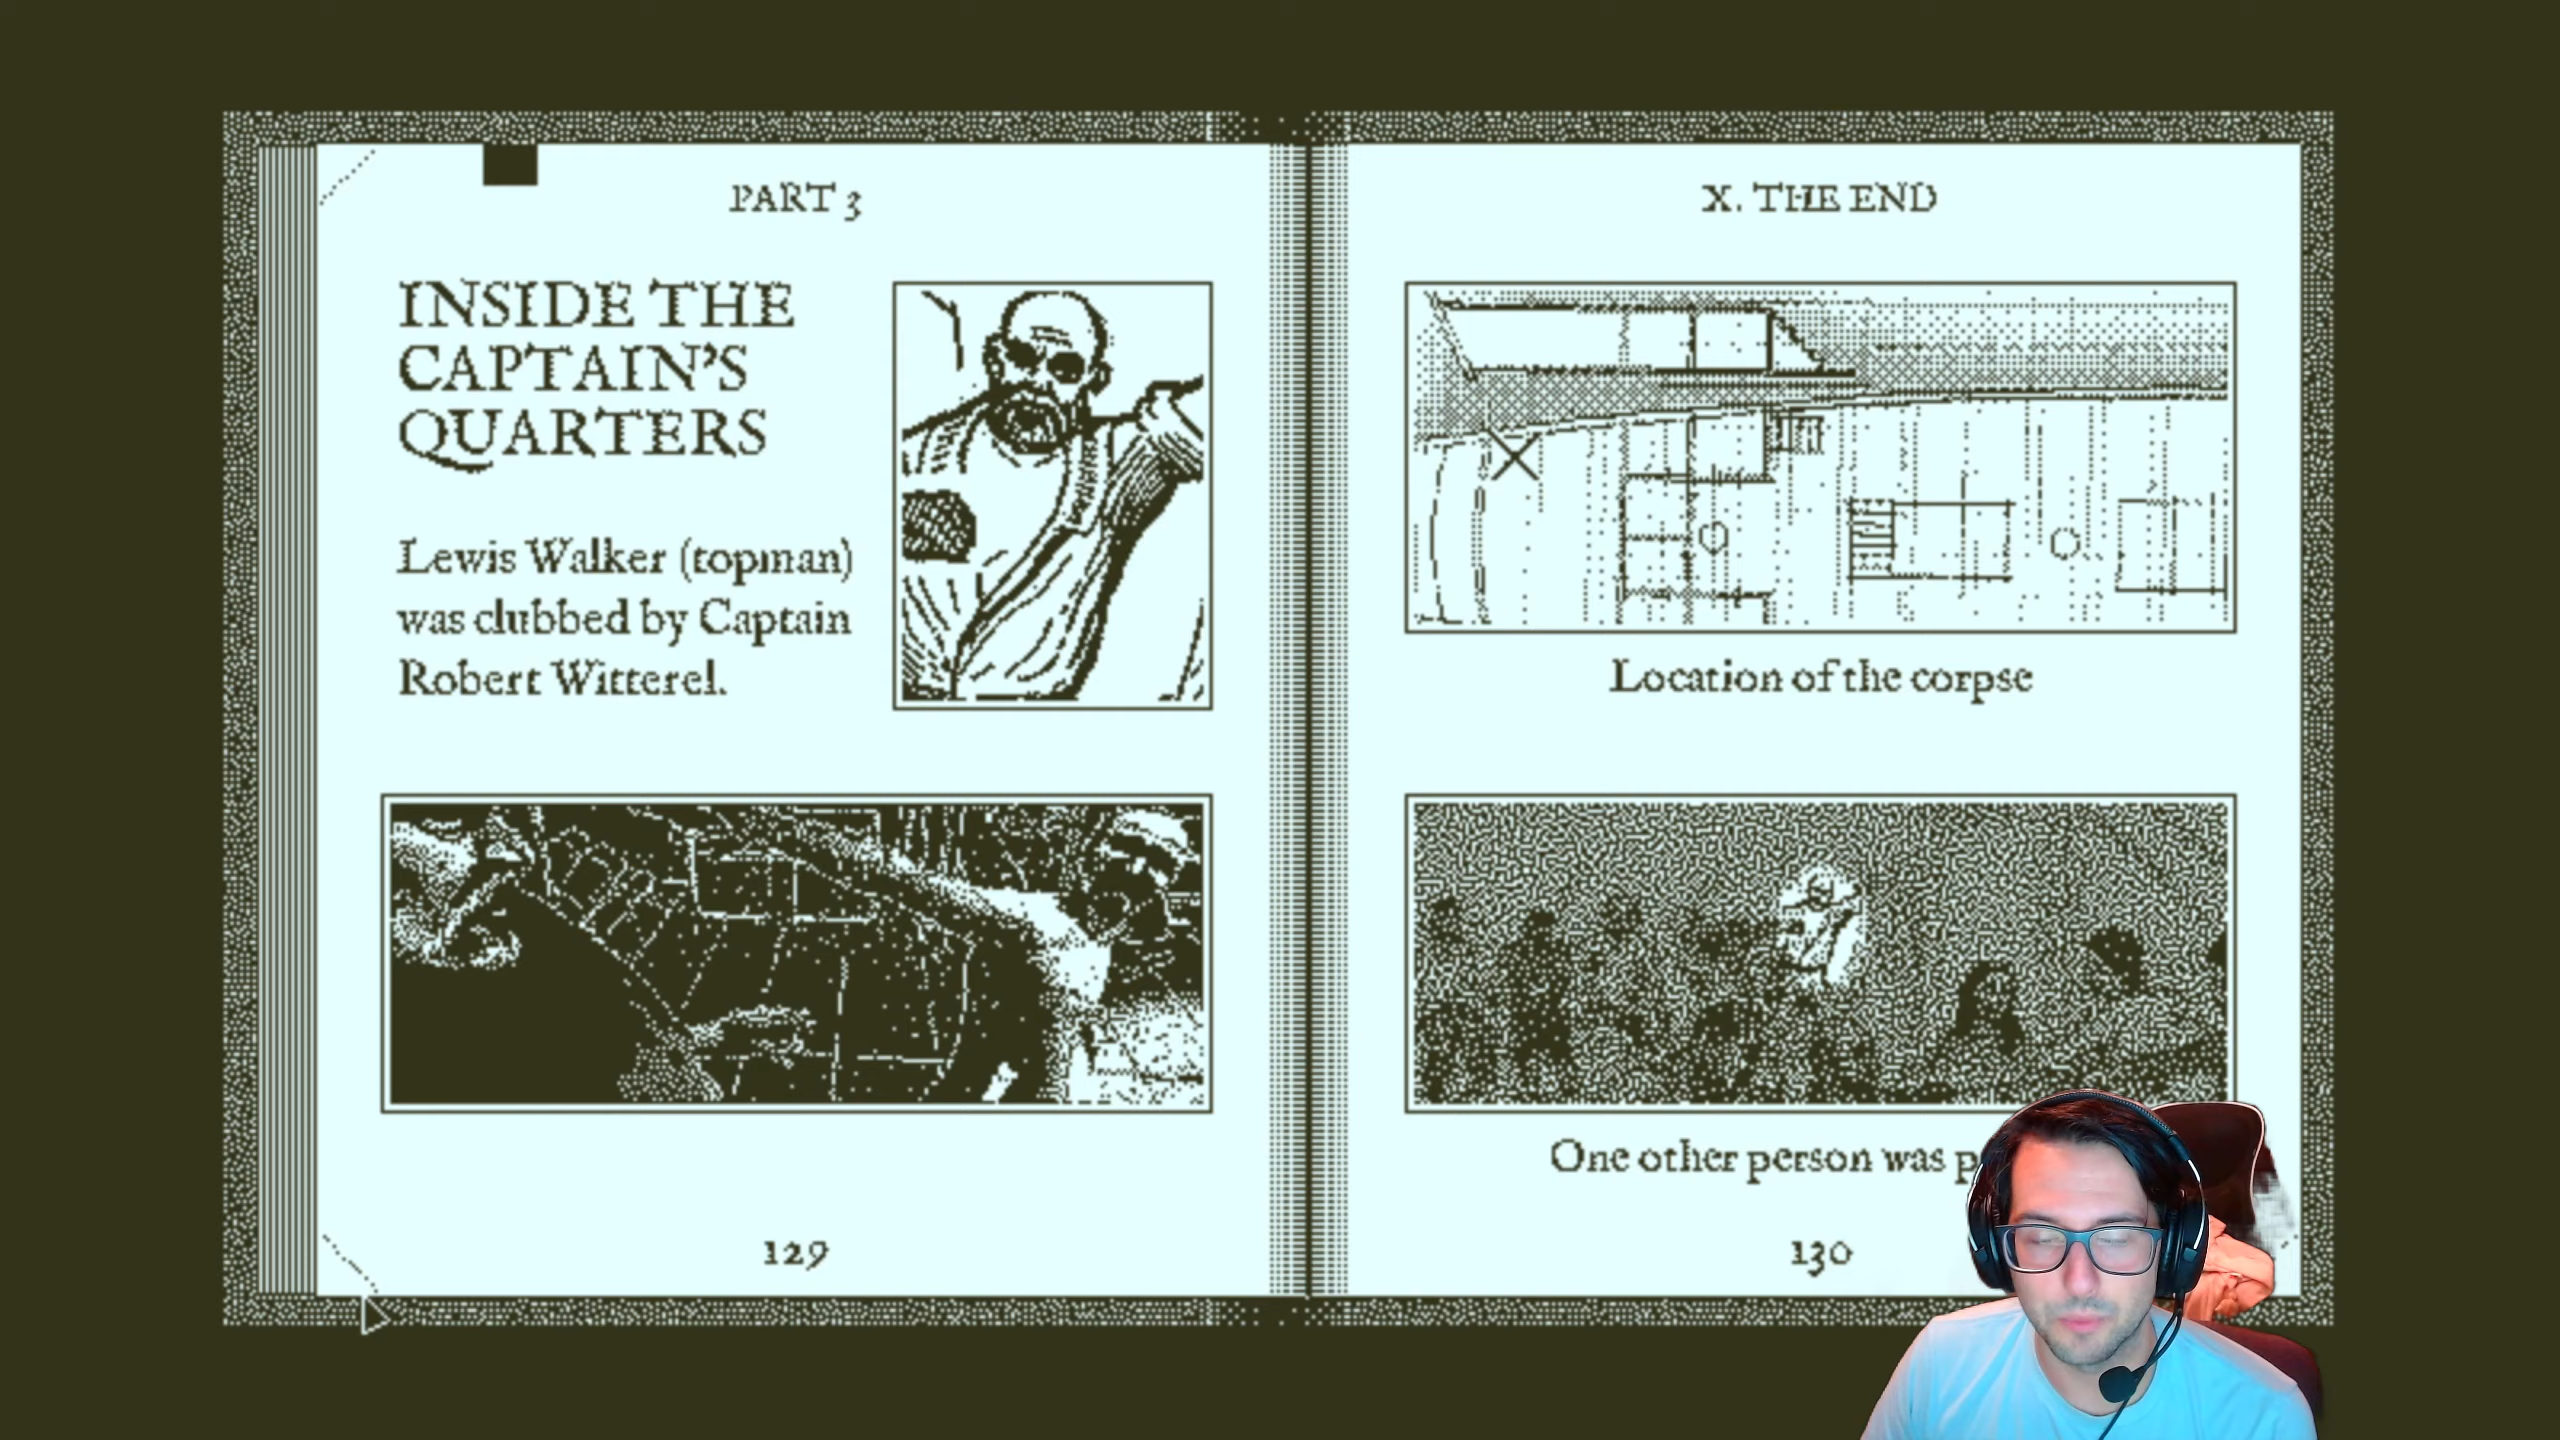 PART 3
INSIDE THE
CAPTAIN'S
QUARTERS
Lewis Walker (topman)
was clubbed by Captain
Robert Witterel.
129
X. THE END
Location of the corpse
One other person was
130